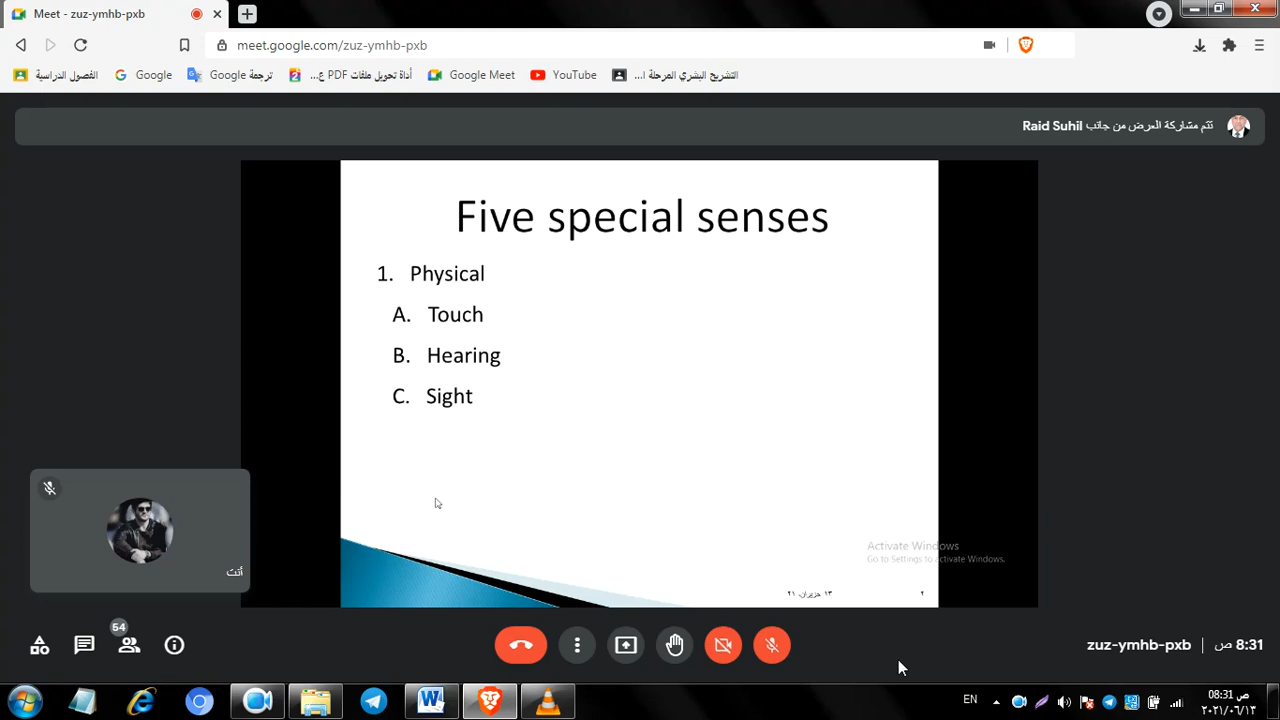 Meet - zuz-ymhb-pxb
meet.google.com/zuz-ymhb-pxb
الفصول الدراسية
Google
ترجمة Google
أداة تحويل ملفات PDF ع...
Google Meet
YouTube
التشريح البشري المرحلة ا...
تتم مشاركة العرض من جانب Raid Suhil
Five special senses
1. Physical
A. Touch
B. Hearing
C. Sight
Activate Windows
Go to Settings to activate Windows.
١٣ حزيران، ٢١
٢
أنت
54
zuz-ymhb-pxb
8:31 ص
EN
08:31 ص
٢٠٢١/٠٦/١٣